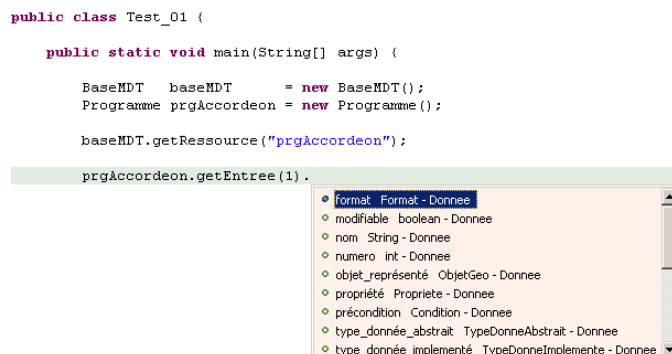 public class Test_01 {
public static void main(String[] args) {
BaseMDT baseMDT = new BaseMDT();
Programme prgAccordeon = new Programme();
baseMDT.getRessource("prgAccordeon");
prgAccordeon.getEntree(1).
format Format - Donnee
modifiable boolean - Donnee
nom String - Donnee
numero int - Donnee
objet_représenté ObjetGeo - Donnee
propriété Propriete - Donnee
précondition Condition - Donnee
type_donnée_abstrait TypeDonneAbstrait - Donnee
type_donnée_implementé TypeDonneeImplemente - Donnee